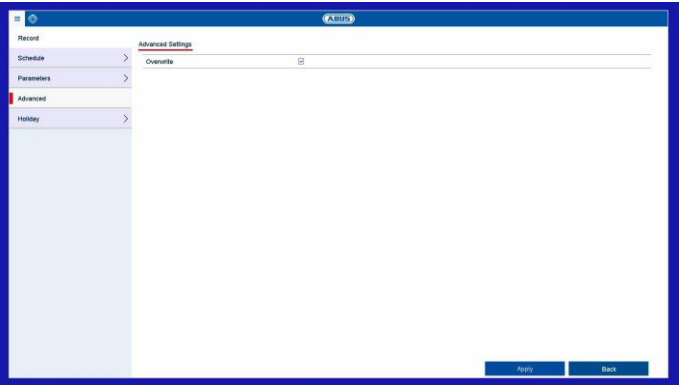 ABUS
Record
Schedule
Parameters
Advanced
Holiday
Advanced Settings
Overwrite
Apply
Back